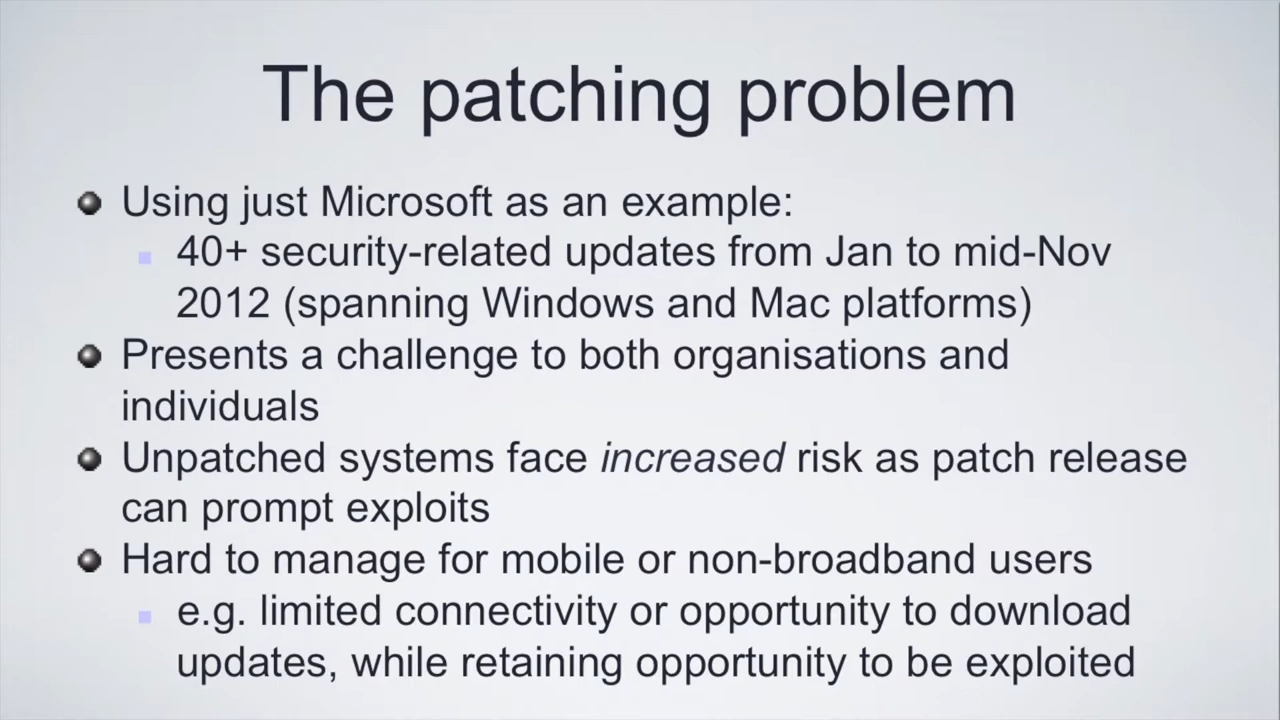 The patching problem
Using just Microsoft as an example:
40+ security-related updates from Jan to mid-Nov
2012 (spanning Windows and Mac platforms)
Presents a challenge to both organisations and
individuals
Unpatched systems face increased risk as patch release
can prompt exploits
Hard to manage for mobile or non-broadband users
e.g. limited connectivity or opportunity to download
updates, while retaining opportunity to be exploited